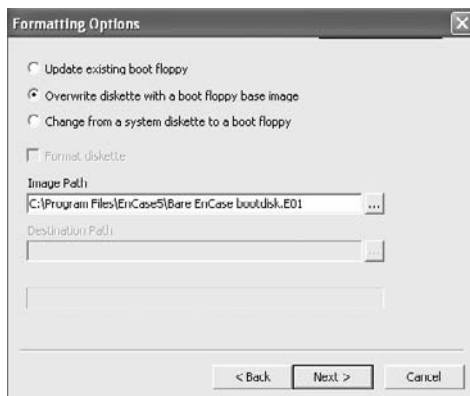 Formatting Options
Update existing boot floppy
Overwrite diskette with a boot floppy base image
Change from a system diskette to a boot floppy
Format diskette
Image Path
C:\Program Files\EnCase5\Bare EnCase bootdisk.E01
...
Destination Path
...
< Back Next > Cancel